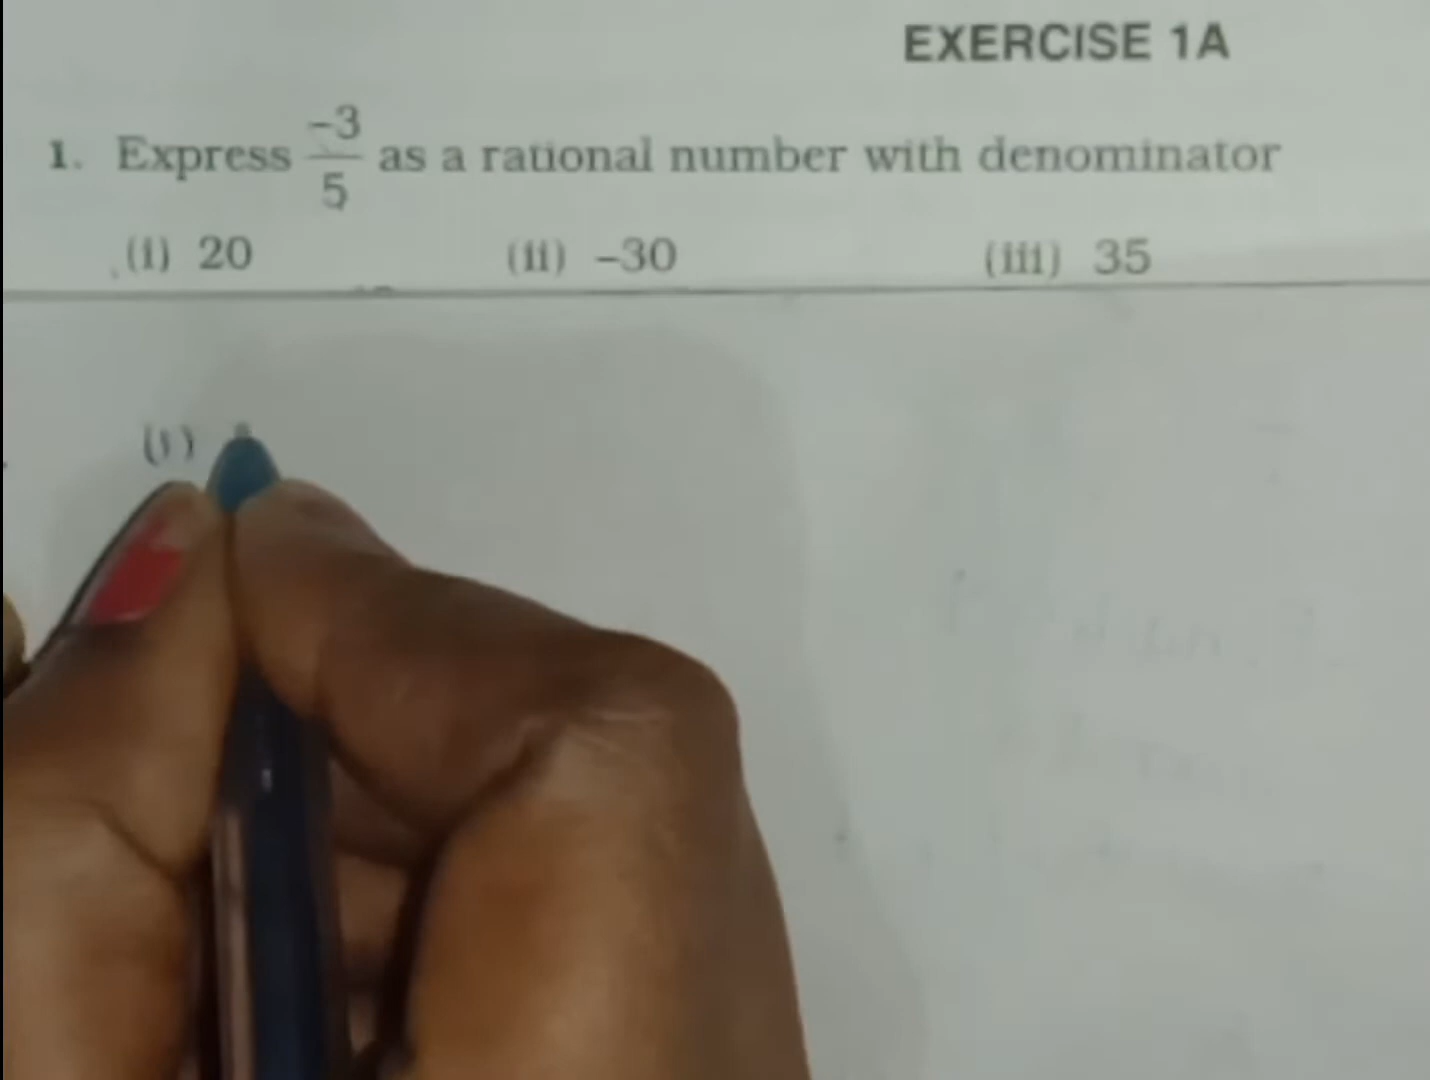 EXERCISE 1A
1. Express -3/5 as a rational number with denominator
(i) 20 (ii) -30 (iii) 35
(i)